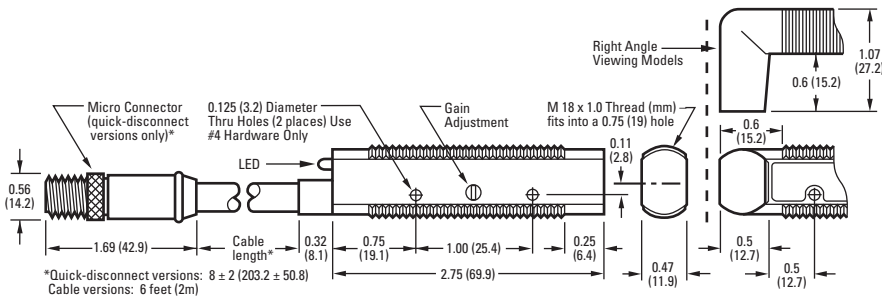 Right Angle
Viewing Models
1.07
(27.2)
0.6 (15.2)
Micro Connector
(quick-disconnect
versions only)*
0.125 (3.2) Diameter
Thru Holes (2 places) Use
#4 Hardware Only
Gain
Adjustment
M 18 x 1.0 Thread (mm)
fits into a 0.75 (19) hole
LED
0.11
(2.8)
0.6
(15.2)
0.56
(14.2)
1.69 (42.9)
Cable
length*
0.32
(8.1)
0.75
(19.1)
1.00 (25.4)
0.25
(6.4)
2.75 (69.9)
0.47
(11.9)
0.5
(12.7)
0.5
(12.7)
*Quick-disconnect versions: 8 ± 2 (203.2 ± 50.8)
Cable versions: 6 feet (2m)